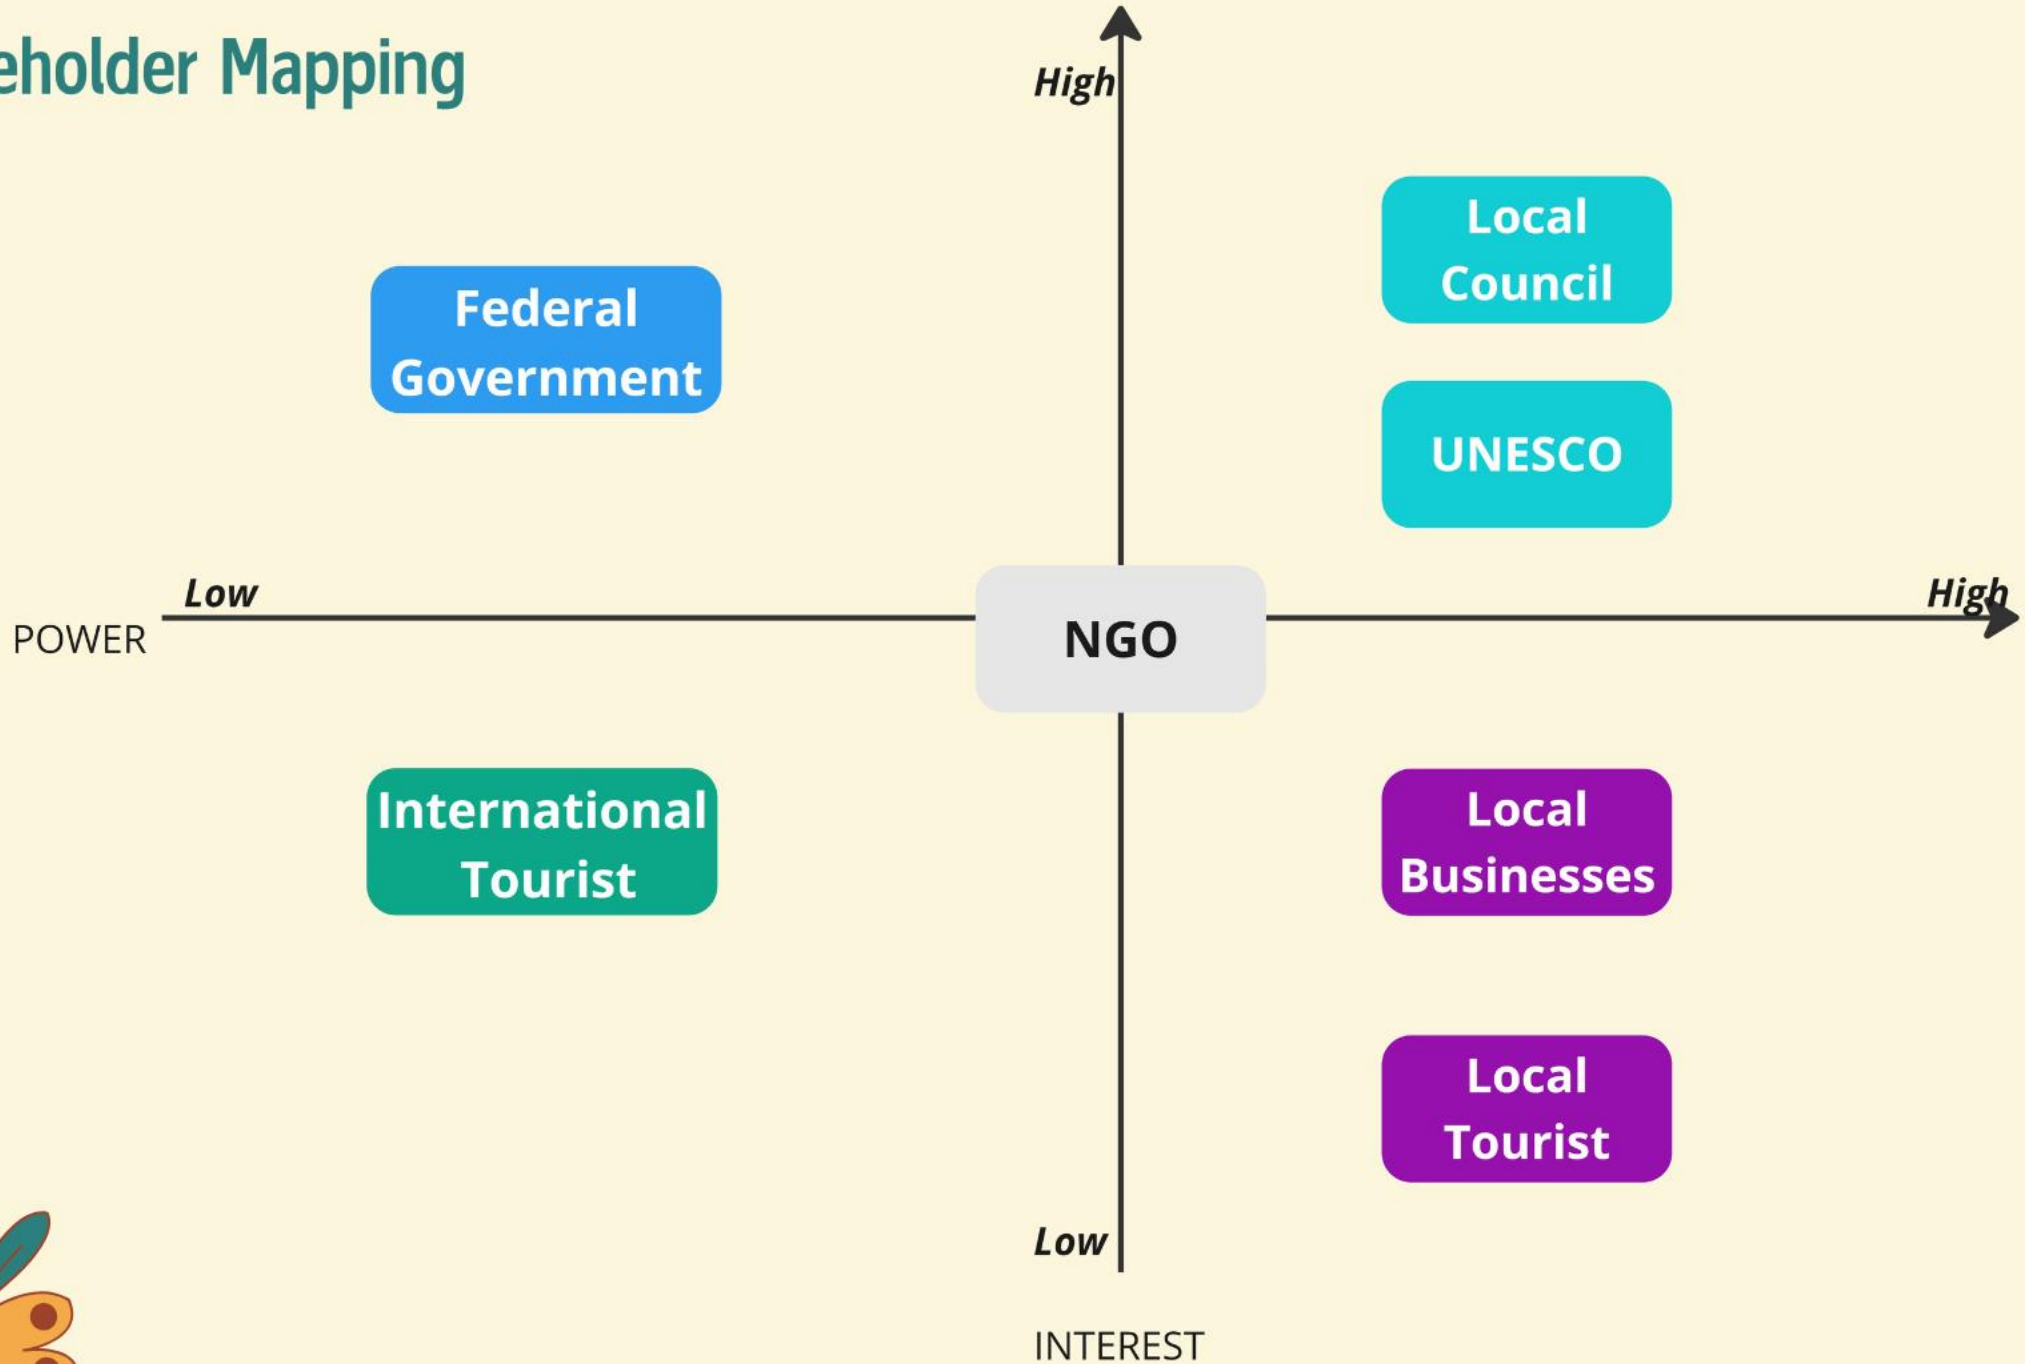 eholder Mapping
High
Local
Council
Federal
Government
UNESCO
Low
High
POWER
NGO
International
Tourist
Local
Businesses
Local
Tourist
Low
INTEREST